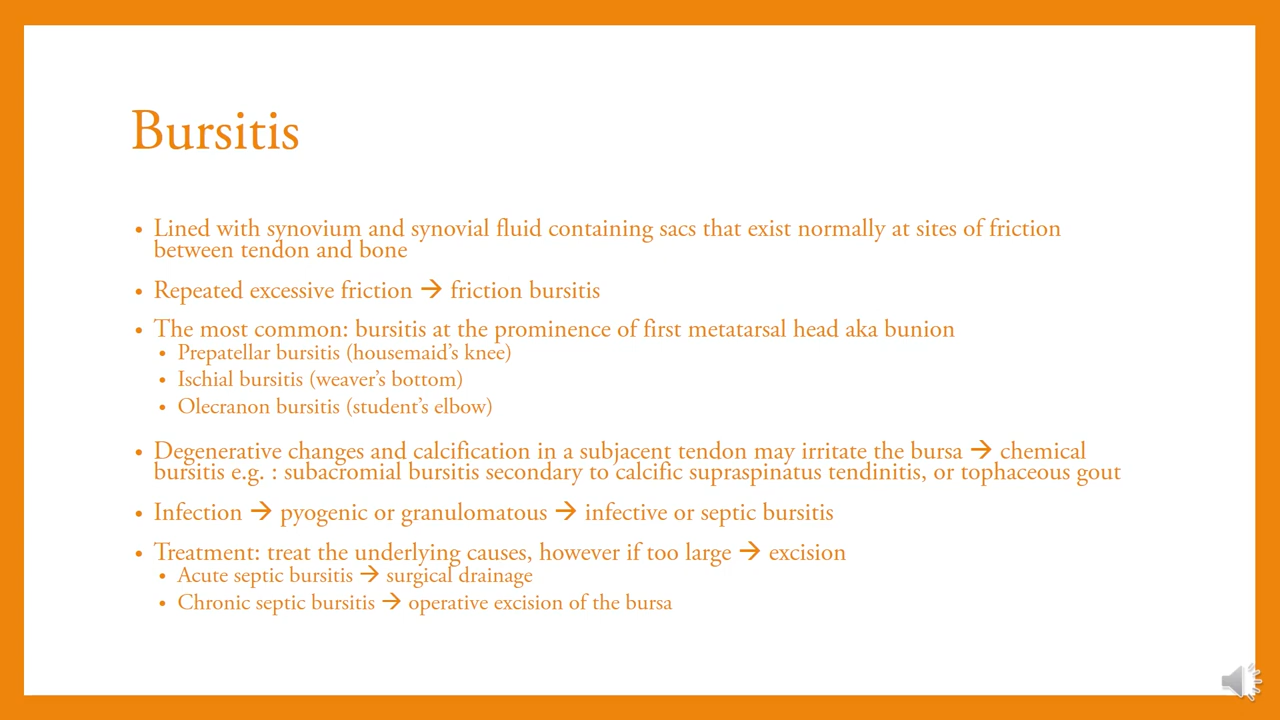 Bursitis
• Lined with synovium and synovial fluid containing sacs that exist normally at sites of friction
between tendon and bone
• Repeated excessive friction → friction bursitis
• The most common: bursitis at the prominence of first metatarsal head aka bunion
• Prepatellar bursitis (housemaid’s knee)
• Ischial bursitis (weaver’s bottom)
• Olecranon bursitis (student’s elbow)
• Degenerative changes and calcification in a subjacent tendon may irritate the bursa → chemical
bursitis e.g. : subacromial bursitis secondary to calcific supraspinatus tendinitis, or tophaceous gout
• Infection → pyogenic or granulomatous → infective or septic bursitis
• Treatment: treat the underlying causes, however if too large → excision
• Acute septic bursitis → surgical drainage
• Chronic septic bursitis → operative excision of the bursa